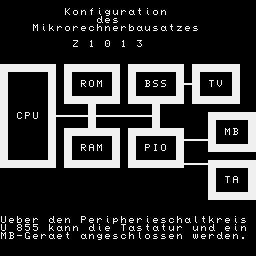 Konfiguration
des
Mikrorechnerbausatzes
Z 1 0 1 3
ROM
BSS
TV
CPU
MB
RAM
PIO
TA
Ueber den Peripherieschaltkreis
U 855 kann die Tastatur und ein
MB-Geraet angeschlossen werden.